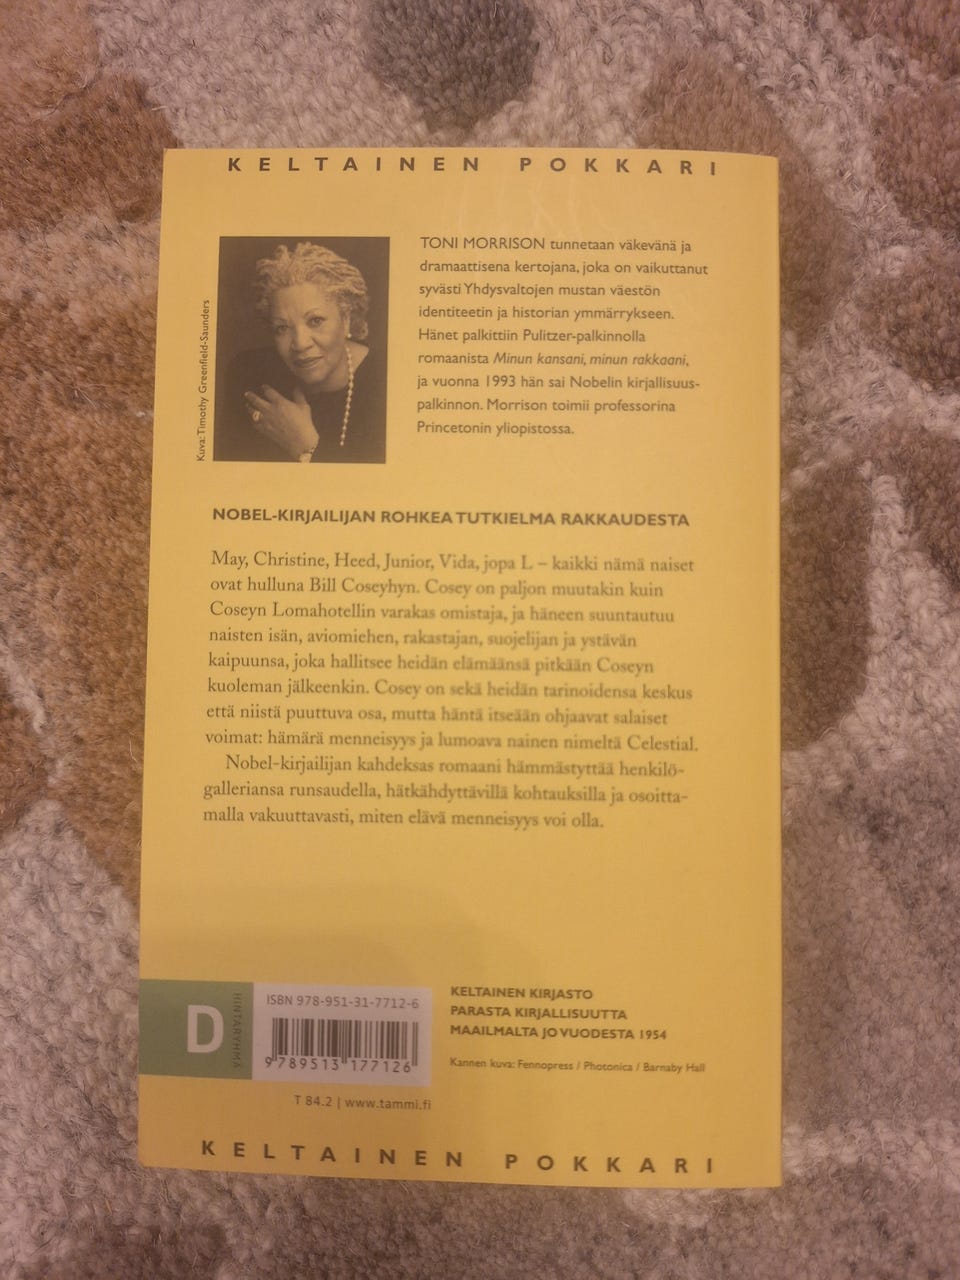 KELTAINEN POKKARI
TONI MORRISON tunnetaan väkevänä ja
dramaattisena kertojana, joka on vaikuttanut
syvästi Yhdysvaltojen mustan väestön
identiteetin ja historian ymmärrykseen.
Hänet palkittiin Pulitzer-palkinnolla
romaanista Minun kansani, minun rakkaani,
ja vuonna 1993 hän sai Nobelin kirjallisuus-
palkinnon. Morrison toimii professorina
Princetonin yliopistossa.
Kuva: Timothy Greenfield-Saunders
NOBEL-KIRJAILIJAN ROHKEA TUTKIELMA RAKKAUDESTA
May, Christine, Heed, Junior, Vida, jopa L – kaikki nämä naiset
ovat hulluna Bill Coseyhyn. Cosey on paljon muutakin kuin
Coseyn Lomahotellin varakas omistaja, ja häneen suuntautuu
naisten isän, aviomiehen, rakastajan, suojelijan ja ystävän
kaipuunsa, joka hallitsee heidän elämäänsä pitkään Coseyn
kuoleman jälkeenkin. Cosey on sekä heidän tarinoidensa keskus
että niistä puuttuva osa, mutta häntä itseään ohjaavat salaiset
voimat: hämärä menneisyys ja lumoava nainen nimeltä Celestial.
Nobel-kirjailijan kahdeksas romaani hämmästyttää henkilö-
galleriansa runsaudella, hätkähdyttävillä kohtauksilla ja osoitta-
malla vakuuttavasti, miten elävä menneisyys voi olla.
D
HINTARYHMÄ
ISBN 978-951-31-7712-6
9 789513 177126
T 84.2 | www.tammi.fi
KELTAINEN KIRJASTO
PARASTA KIRJALLISUUTTA
MAAILMALTA JO VUODESTA 1954
Kannen kuva: Fennopress / Photonica / Barnaby Hall
KELTAINEN POKKARI